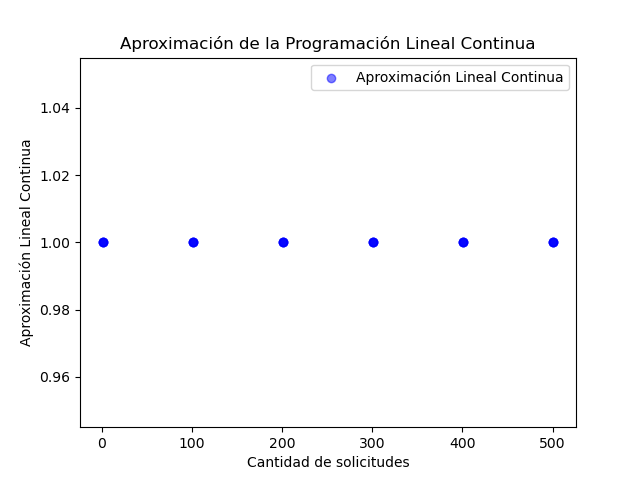 Aproximación de la Programación Lineal Continua
Aproximación Lineal Continua
Aproximación Lineal Continua
1.04
1.02
1.00
0.98
0.96
0
100
200
300
400
500
Cantidad de solicitudes